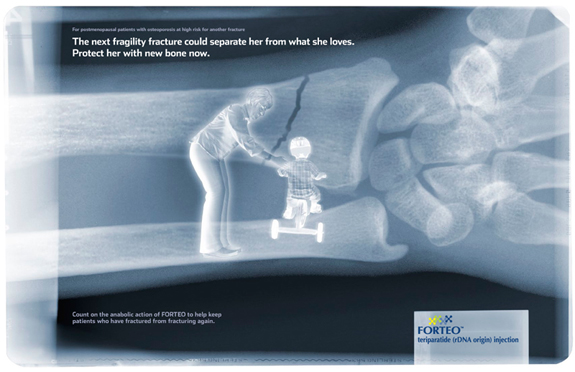 For postmenopausal patients with osteoporosis at high risk for another fracture
The next fragility fracture could separate her from what she loves.
Protect her with new bone now.
Count on the anabolic action of FORTEO to help keep
patients who have fractured from fracturing again.
FORTEO™
teriparatide (rDNA origin) injection